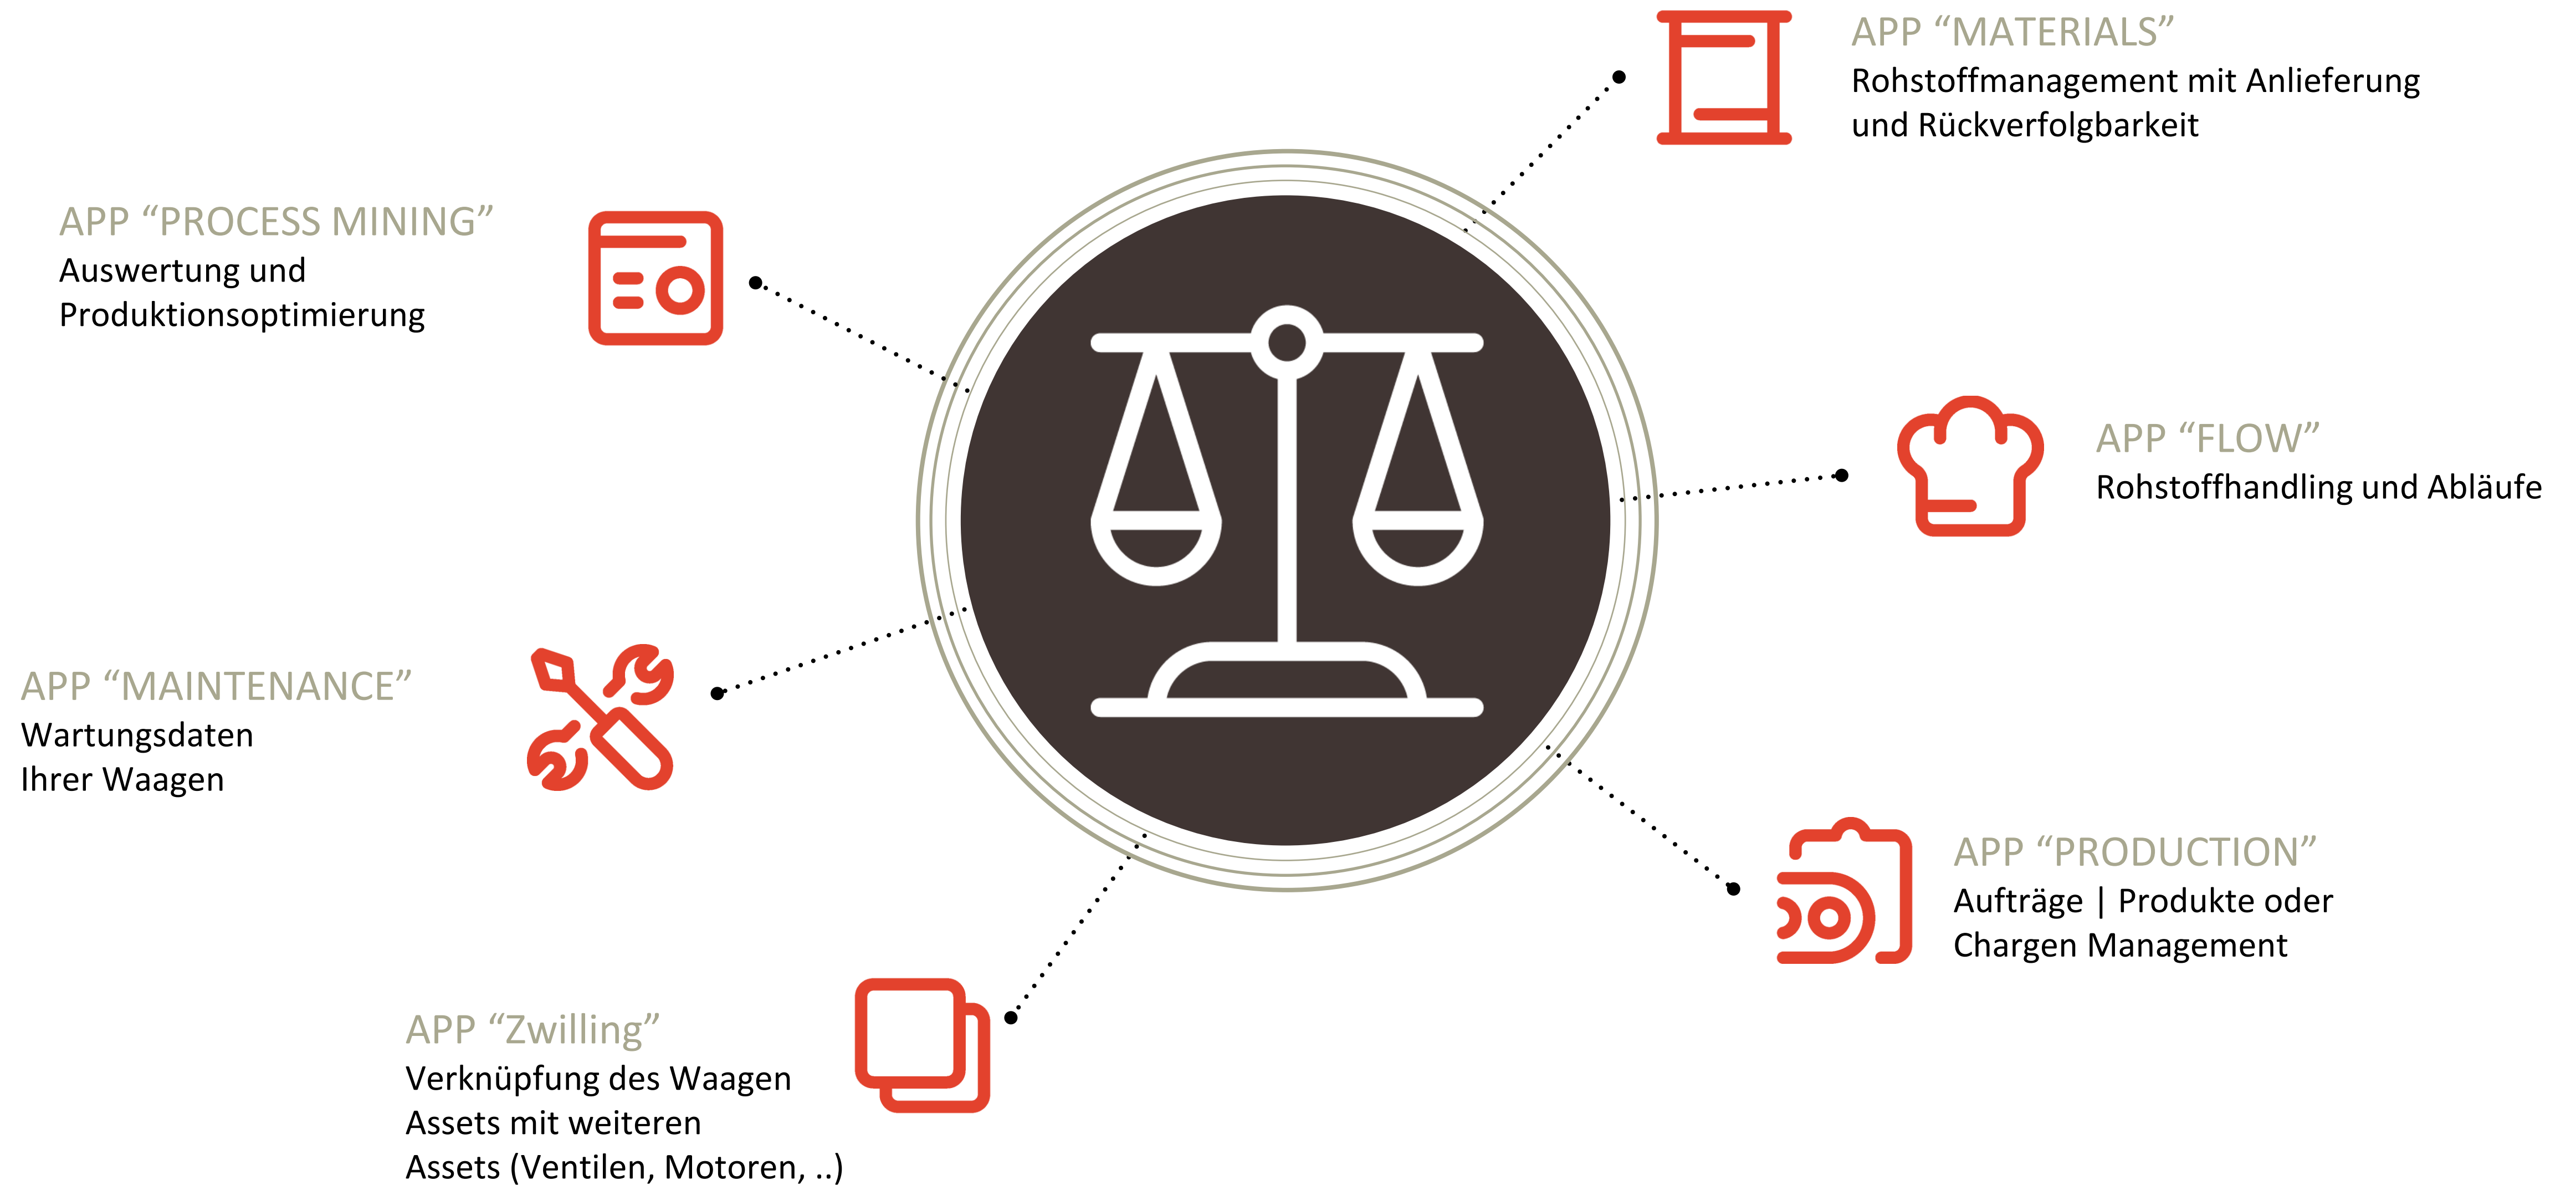 APP “MATERIALS”
Rohstoffmanagement mit Anlieferung
und Rückverfolgbarkeit
APP “PROCESS MINING”
Auswertung und
Produktionsoptimierung
APP “FLOW”
Rohstoffhandling und Abläufe
APP “MAINTENANCE”
Wartungsdaten
Ihrer Waagen
APP “PRODUCTION”
Aufträge | Produkte oder
Chargen Management
APP “Zwilling”
Verknüpfung des Waagen
Assets mit weiteren
Assets (Ventilen, Motoren, ..)